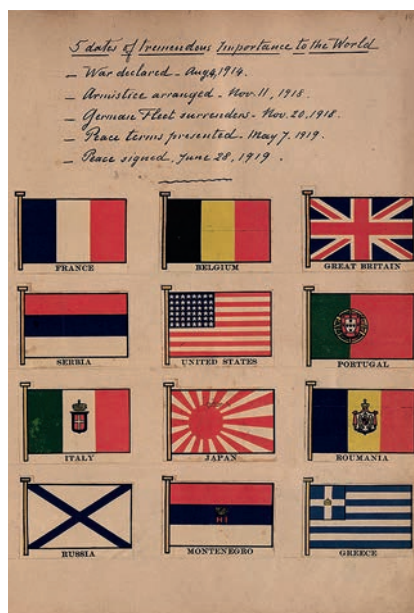 5 dates of tremendous Importance to the World
— War declared - Aug 4, 1914.
— Armistice arranged - Nov. 11, 1918.
— German Fleet surrenders - Nov. 20, 1918.
— Peace terms presented - May 7, 1919.
— Peace signed, June 28, 1919.
FRANCE
BELGIUM
GREAT BRITAIN
SERBIA
UNITED STATES
PORTUGAL
ITALY
JAPAN
ROUMANIA
RUSSIA
MONTENEGRO
GREECE